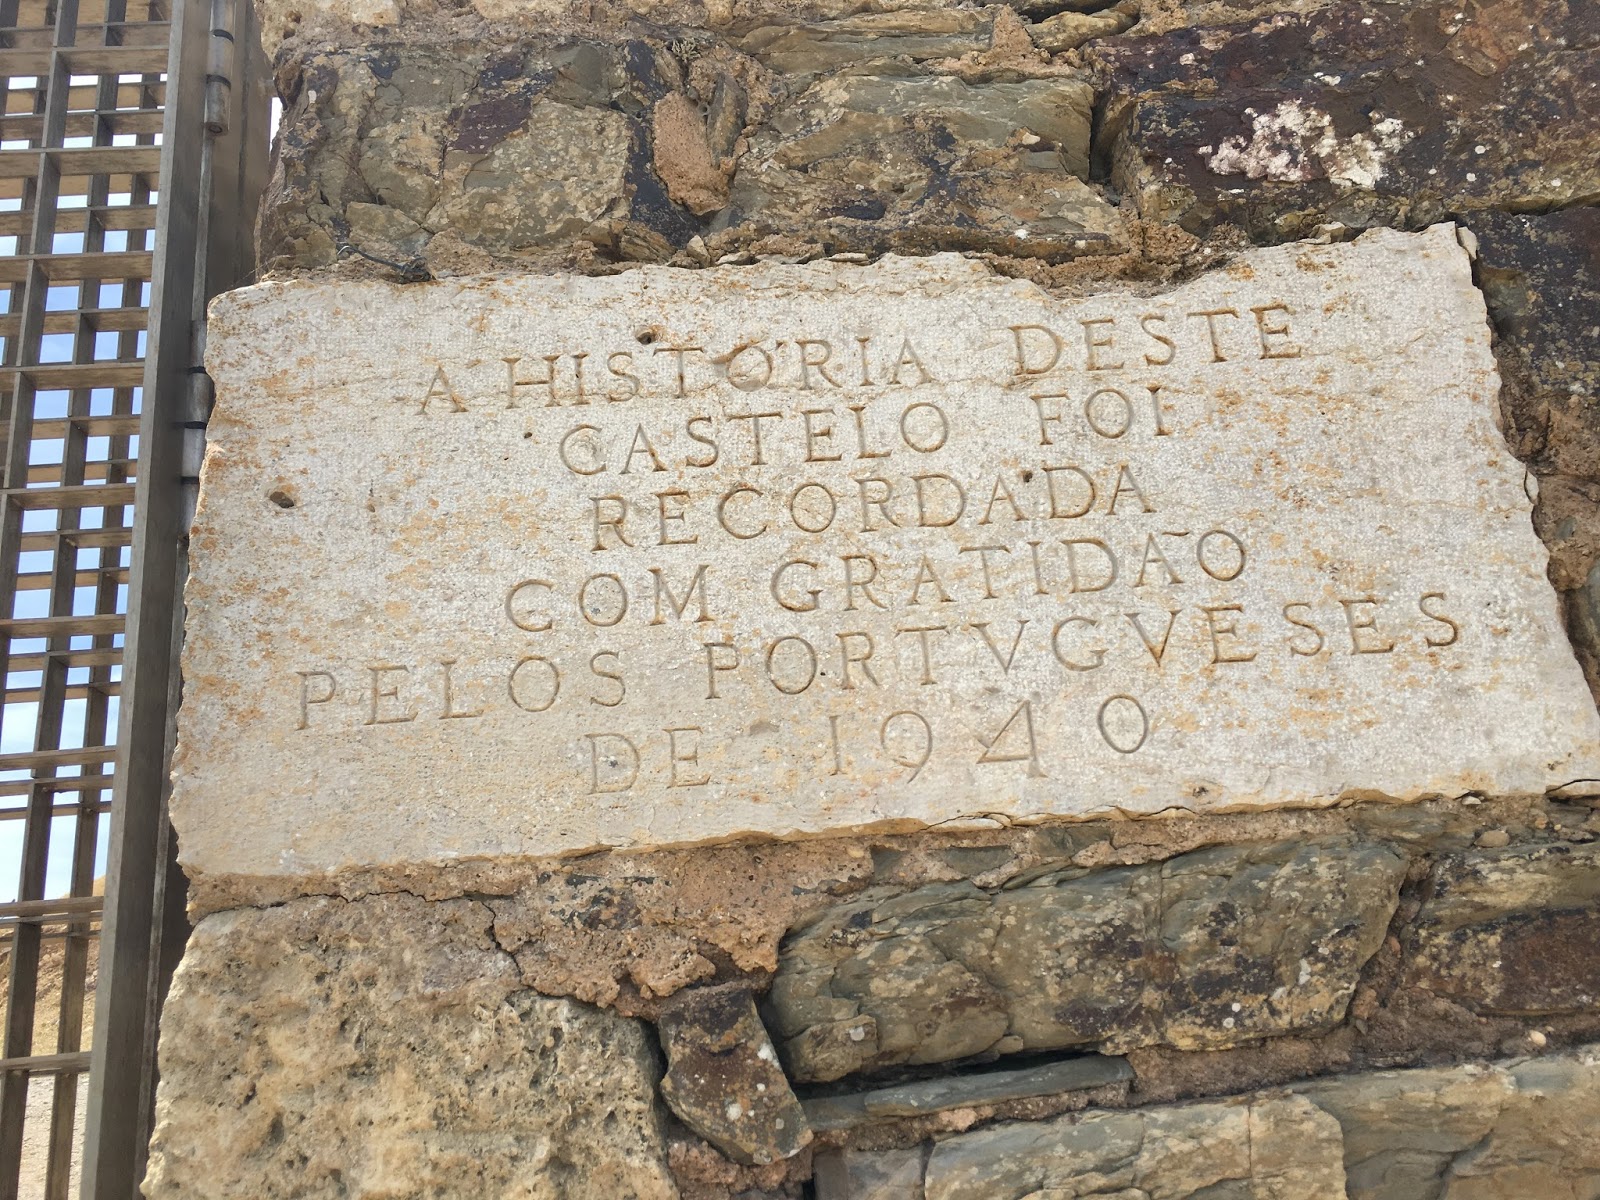 A HISTÓRIA DESTE
CASTELO FOI
RECORDADA
COM GRATIDÃO
PELOS PORTVGVESES
DE 1940